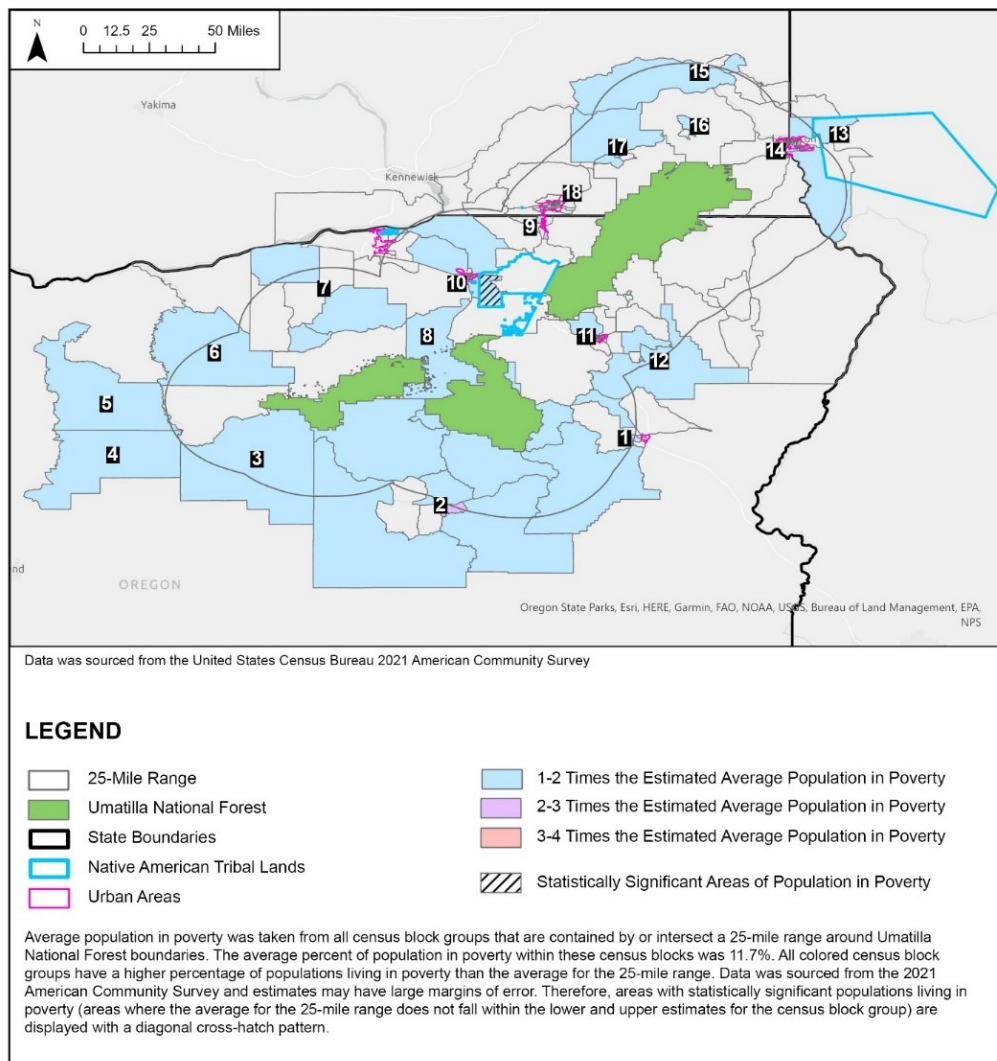 N
0 12.5 25 50 Miles
Yakima
Kennewick
15
16
13
17
14
18
9
10
7
8
11
6
12
5
1
4
3
2
nd
OREGON
Oregon State Parks, Esri, HERE, Garmin, FAO, NOAA, USGS, Bureau of Land Management, EPA,
NPS
Data was sourced from the United States Census Bureau 2021 American Community Survey
LEGEND
25-Mile Range
Umatilla National Forest
State Boundaries
Native American Tribal Lands
Urban Areas
1-2 Times the Estimated Average Population in Poverty
2-3 Times the Estimated Average Population in Poverty
3-4 Times the Estimated Average Population in Poverty
Statistically Significant Areas of Population in Poverty
Average population in poverty was taken from all census block groups that are contained by or intersect a 25-mile range around Umatilla
National Forest boundaries. The average percent of population in poverty within these census blocks was 11.7%. All colored census block
groups have a higher percentage of populations living in poverty than the average for the 25-mile range. Data was sourced from the 2021
American Community Survey and estimates may have large margins of error. Therefore, areas with statistically significant populations living in
poverty (areas where the average for the 25-mile range does not fall within the lower and upper estimates for the census block group) are
displayed with a diagonal cross-hatch pattern.